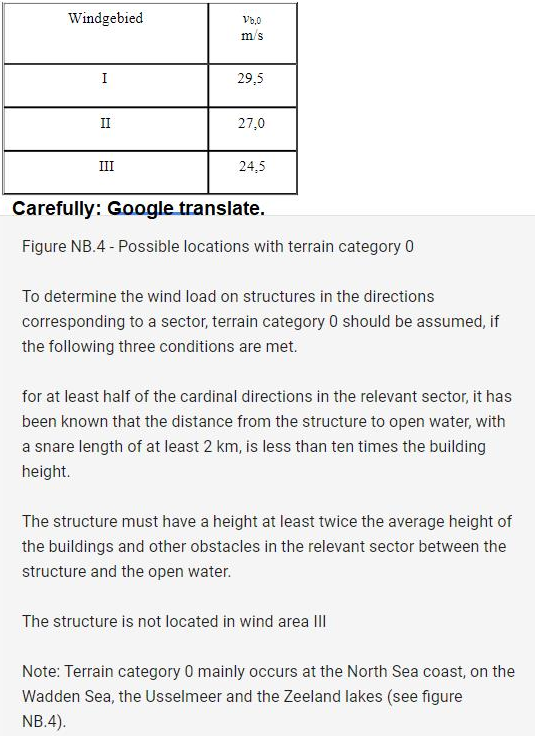 Windgebied v_b,0
m/s
I 29,5
II 27,0
III 24,5
Carefully: Google translate.
Figure NB.4 - Possible locations with terrain category 0
To determine the wind load on structures in the directions
corresponding to a sector, terrain category 0 should be assumed, if
the following three conditions are met.
for at least half of the cardinal directions in the relevant sector, it has
been known that the distance from the structure to open water, with
a snare length of at least 2 km, is less than ten times the building
height.
The structure must have a height at least twice the average height of
the buildings and other obstacles in the relevant sector between the
structure and the open water.
The structure is not located in wind area III
Note: Terrain category 0 mainly occurs at the North Sea coast, on the
Wadden Sea, the Usselmeer and the Zeeland lakes (see figure
NB.4).